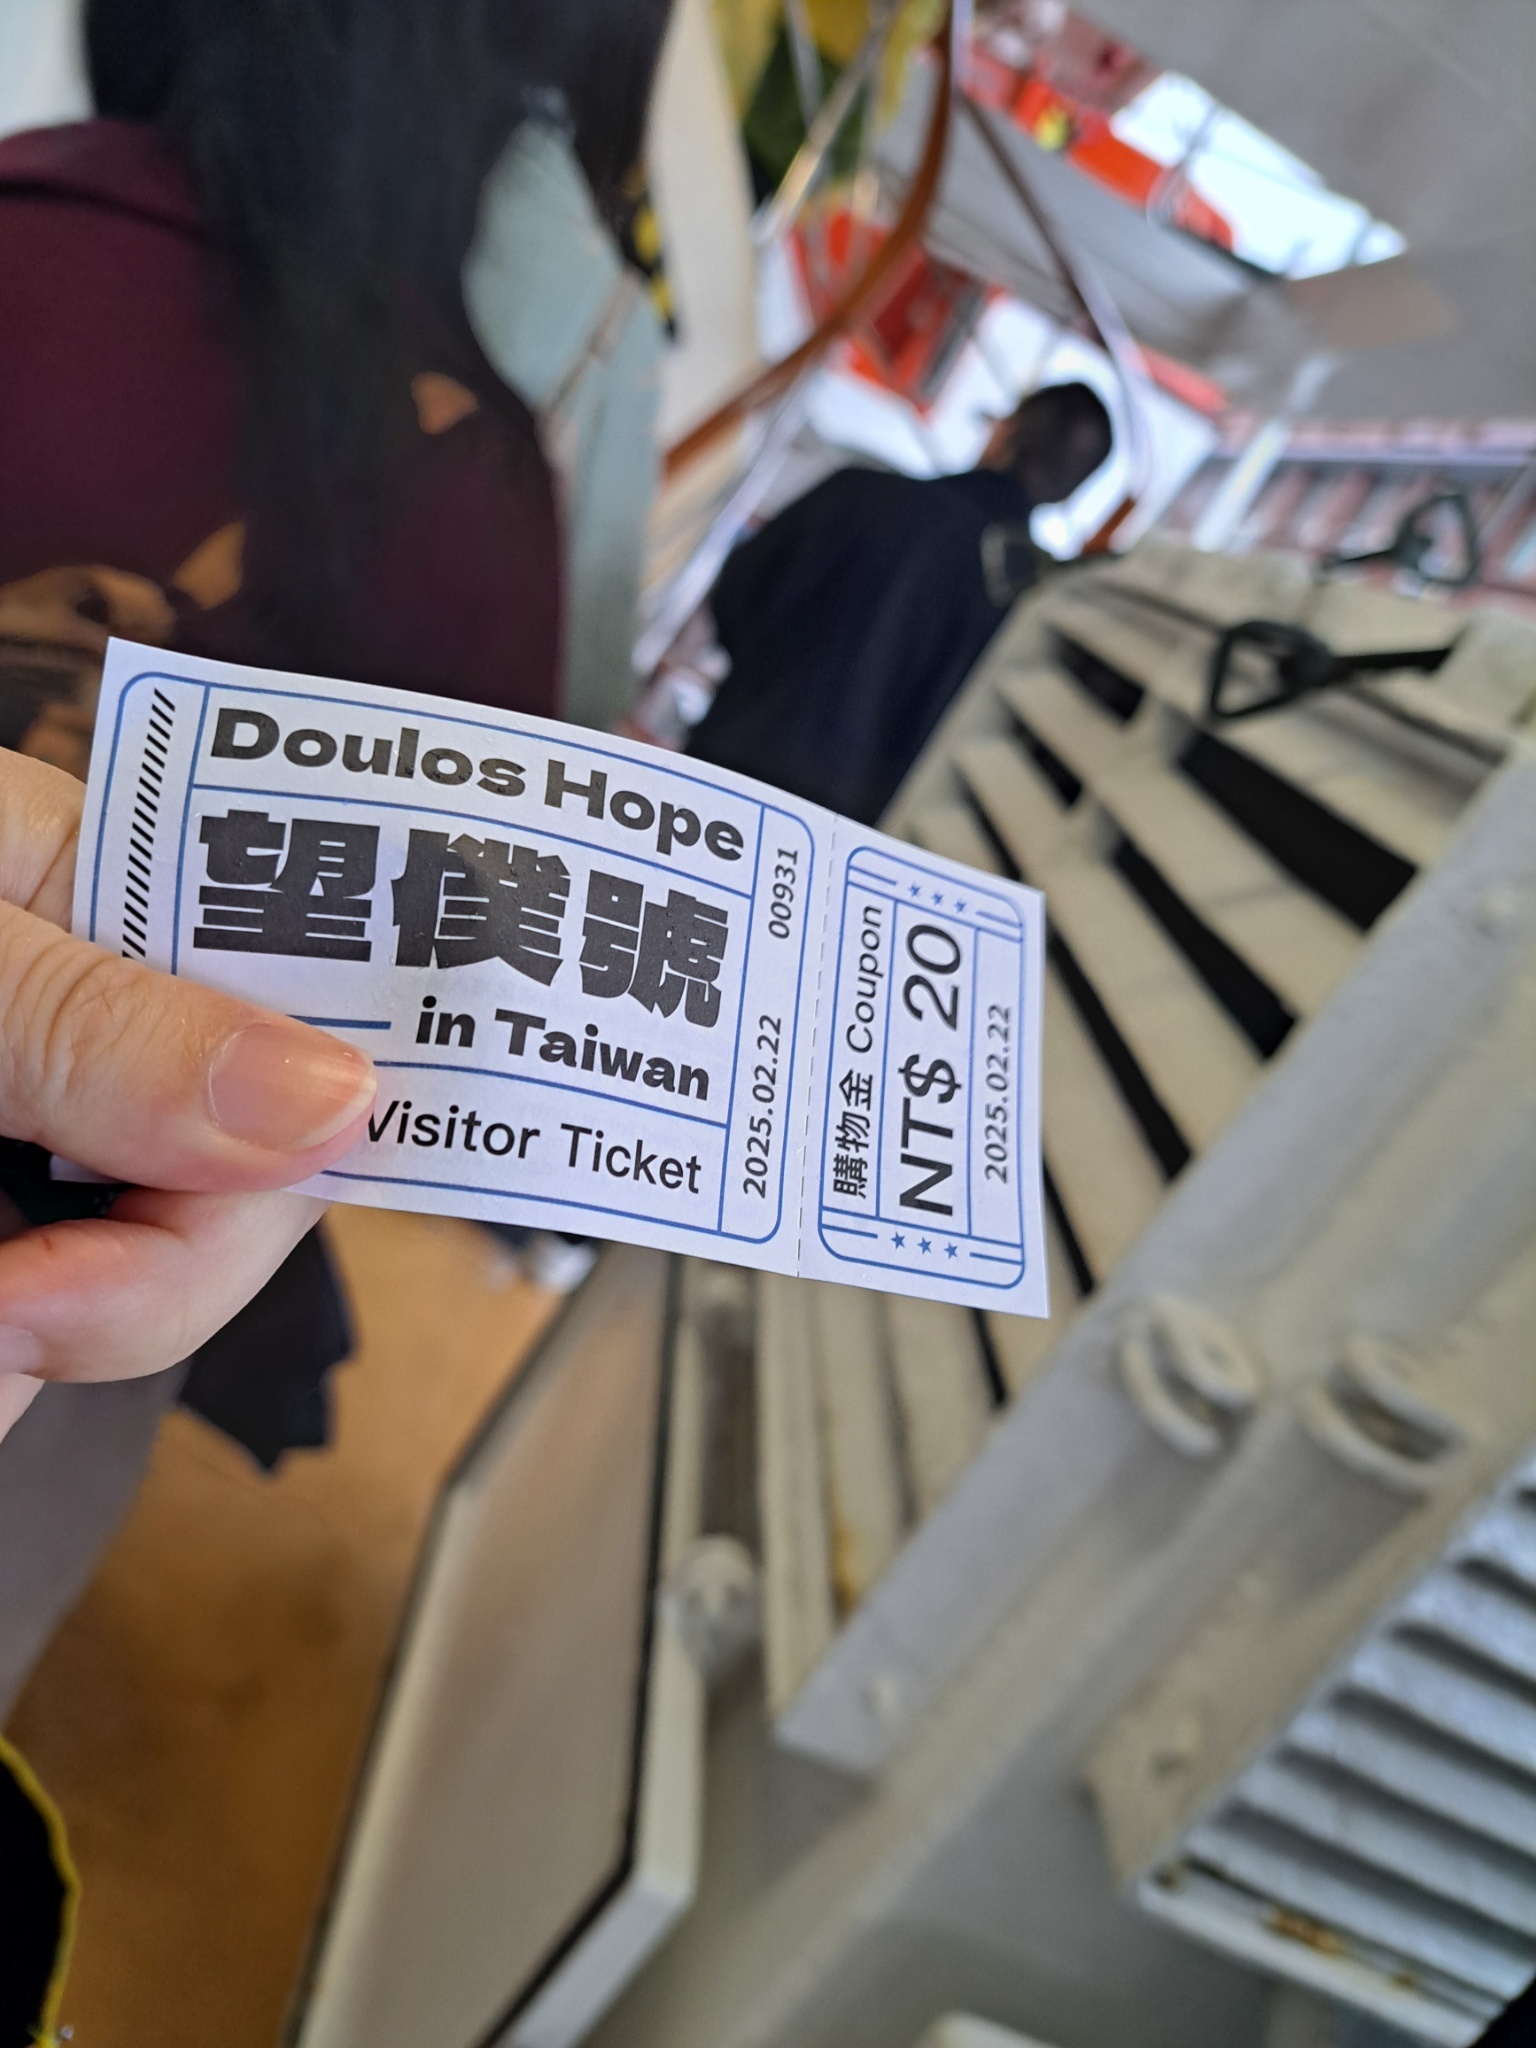 Doulos Hope
望僕號
in Taiwan
Visitor Ticket
2025.02.22 00931
購物金 Coupon
NT$ 20
2025.02.22